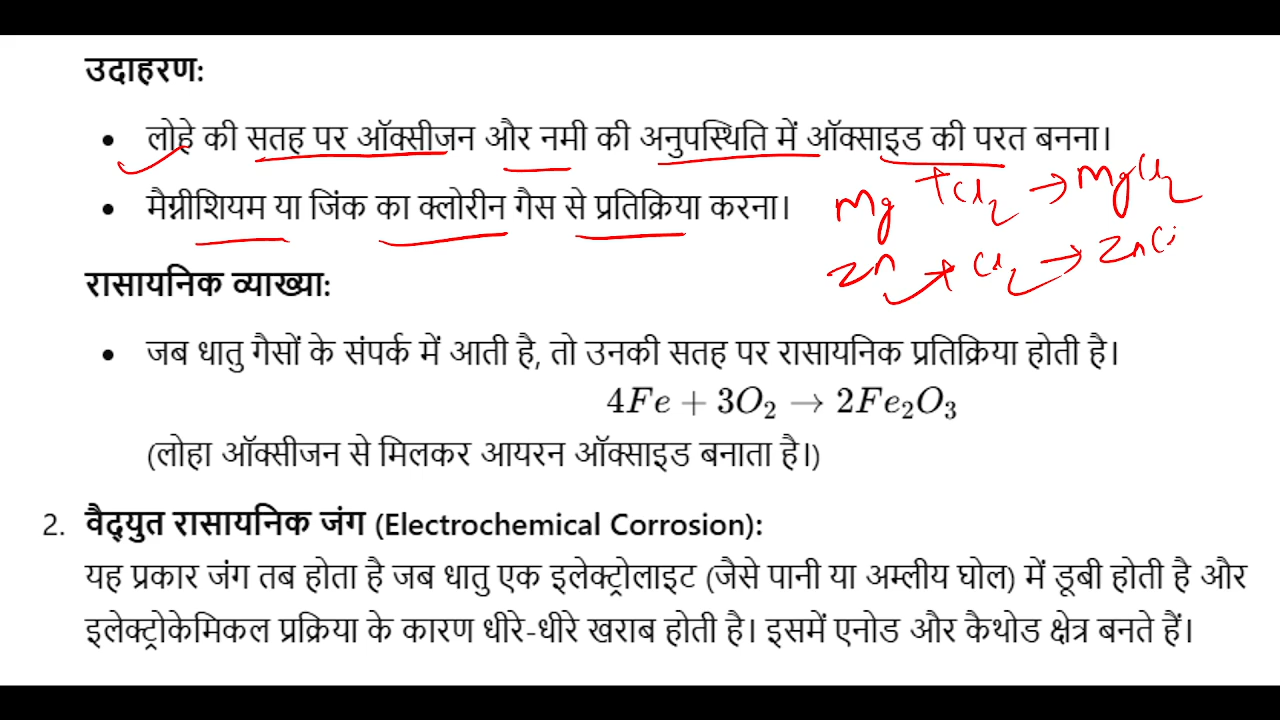 उदाहरण:
• लोहे की सतह पर ऑक्सीजन और नमी की अनुपस्थिति में ऑक्साइड की परत बनना।
• मैग्नीशियम या जिंक का क्लोरीन गैस से प्रतिक्रिया करना।
Mg + Cl₂ → MgCl₂
Zn + Cl₂ → ZnCl
रासायनिक व्याख्या:
• जब धातु गैसों के संपर्क में आती है, तो उनकी सतह पर रासायनिक प्रतिक्रिया होती है।
4Fe + 3O₂ → 2Fe₂O₃
(लोहा ऑक्सीजन से मिलकर आयरन ऑक्साइड बनाता है।)
2. वैद्युत रासायनिक जंग (Electrochemical Corrosion):
यह प्रकार जंग तब होता है जब धातु एक इलेक्ट्रोलाइट (जैसे पानी या अम्लीय घोल) में डूबी होती है और
इलेक्ट्रोकेमिकल प्रक्रिया के कारण धीरे-धीरे खराब होती है। इसमें एनोड और कैथोड क्षेत्र बनते हैं।